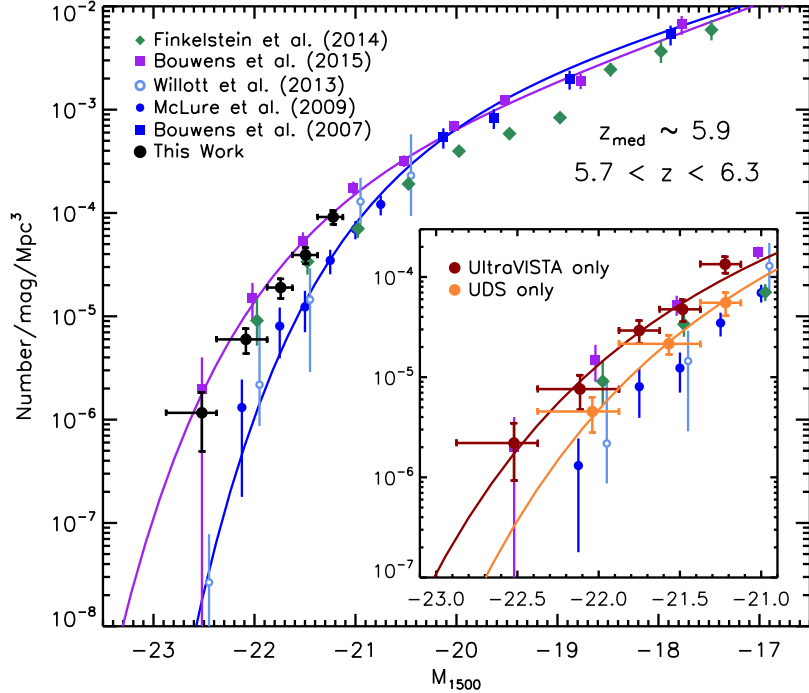 10⁻²
10⁻³
10⁻⁴
10⁻⁵
10⁻⁶
10⁻⁷
10⁻⁸
Number/mag/Mpc³
Finkelstein et al. (2014)
Bouwens et al. (2015)
Willott et al. (2013)
McLure et al. (2009)
Bouwens et al. (2007)
This Work
z_med ~ 5.9
5.7 < z < 6.3
UltraVISTA only
UDS only
10⁻⁴
10⁻⁵
10⁻⁶
10⁻⁷
−23.0 −22.5 −22.0 −21.5 −21.0
−23 −22 −21 −20 −19 −18 −17
M₁₅₀₀